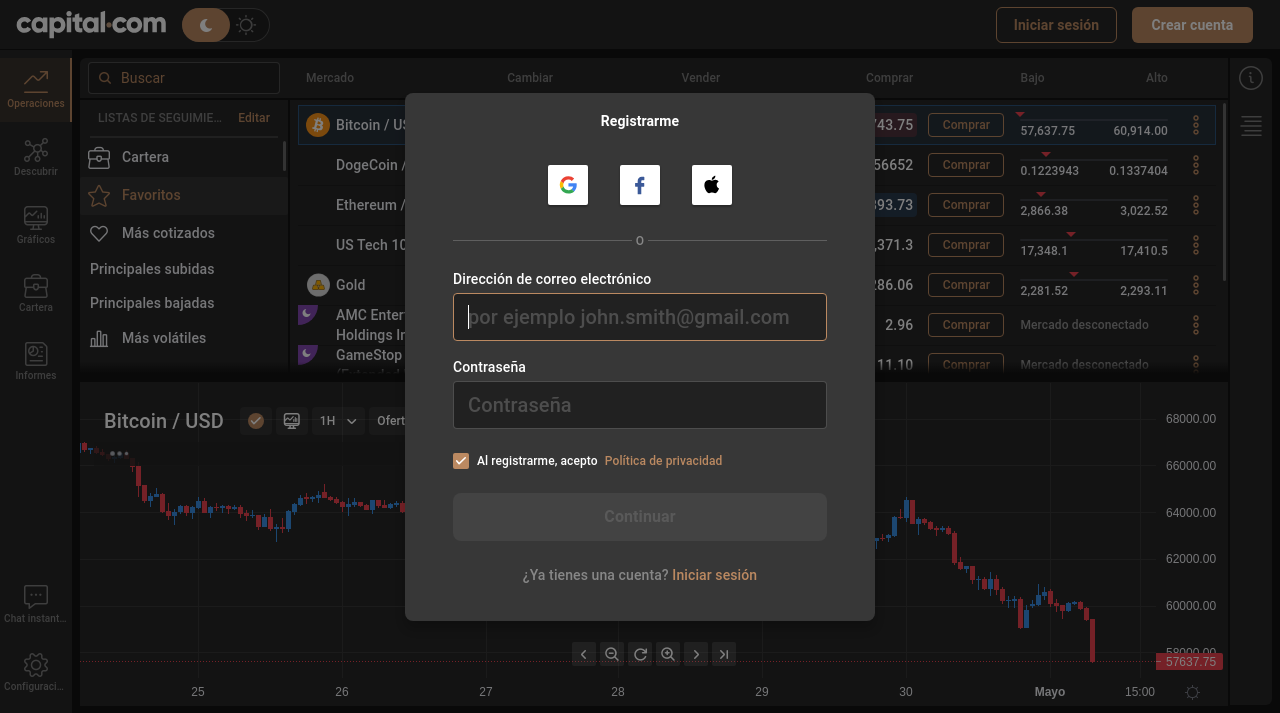 capital.com
Iniciar sesión
Crear cuenta
Operaciones
Descubrir
Gráficos
Cartera
Informes
Chat instant...
Configuraci...
Buscar
LISTAS DE SEGUIMIE...
Editar
Cartera
Favoritos
Más cotizados
Principales subidas
Principales bajadas
Más volátiles
Mercado Cambiar Vender Comprar Bajo Alto
Bitcoin / US 743.75 Comprar 57,637.75 60,914.00
DogeCoin / 56652 Comprar 0.1223943 0.1337404
Ethereum / 393.73 Comprar 2,866.38 3,022.52
US Tech 10 ,371.3 Comprar 17,348.1 17,410.5
Gold 286.06 Comprar 2,281.52 2,293.11
AMC Enter
Holdings In
2.96 Mercado desconectado
GameStop
11.10 Mercado desconectado
Registrarme
O
Dirección de correo electrónico
por ejemplo john.smith@gmail.com
Contraseña
Contraseña
Al registrarme, acepto Política de privacidad
Continuar
¿Ya tienes una cuenta? Iniciar sesión
Bitcoin / USD
1H
Ofert
68000.00
66000.00
64000.00
62000.00
60000.00
58000.00
57637.75
25 26 27 28 29 30 Mayo 15:00